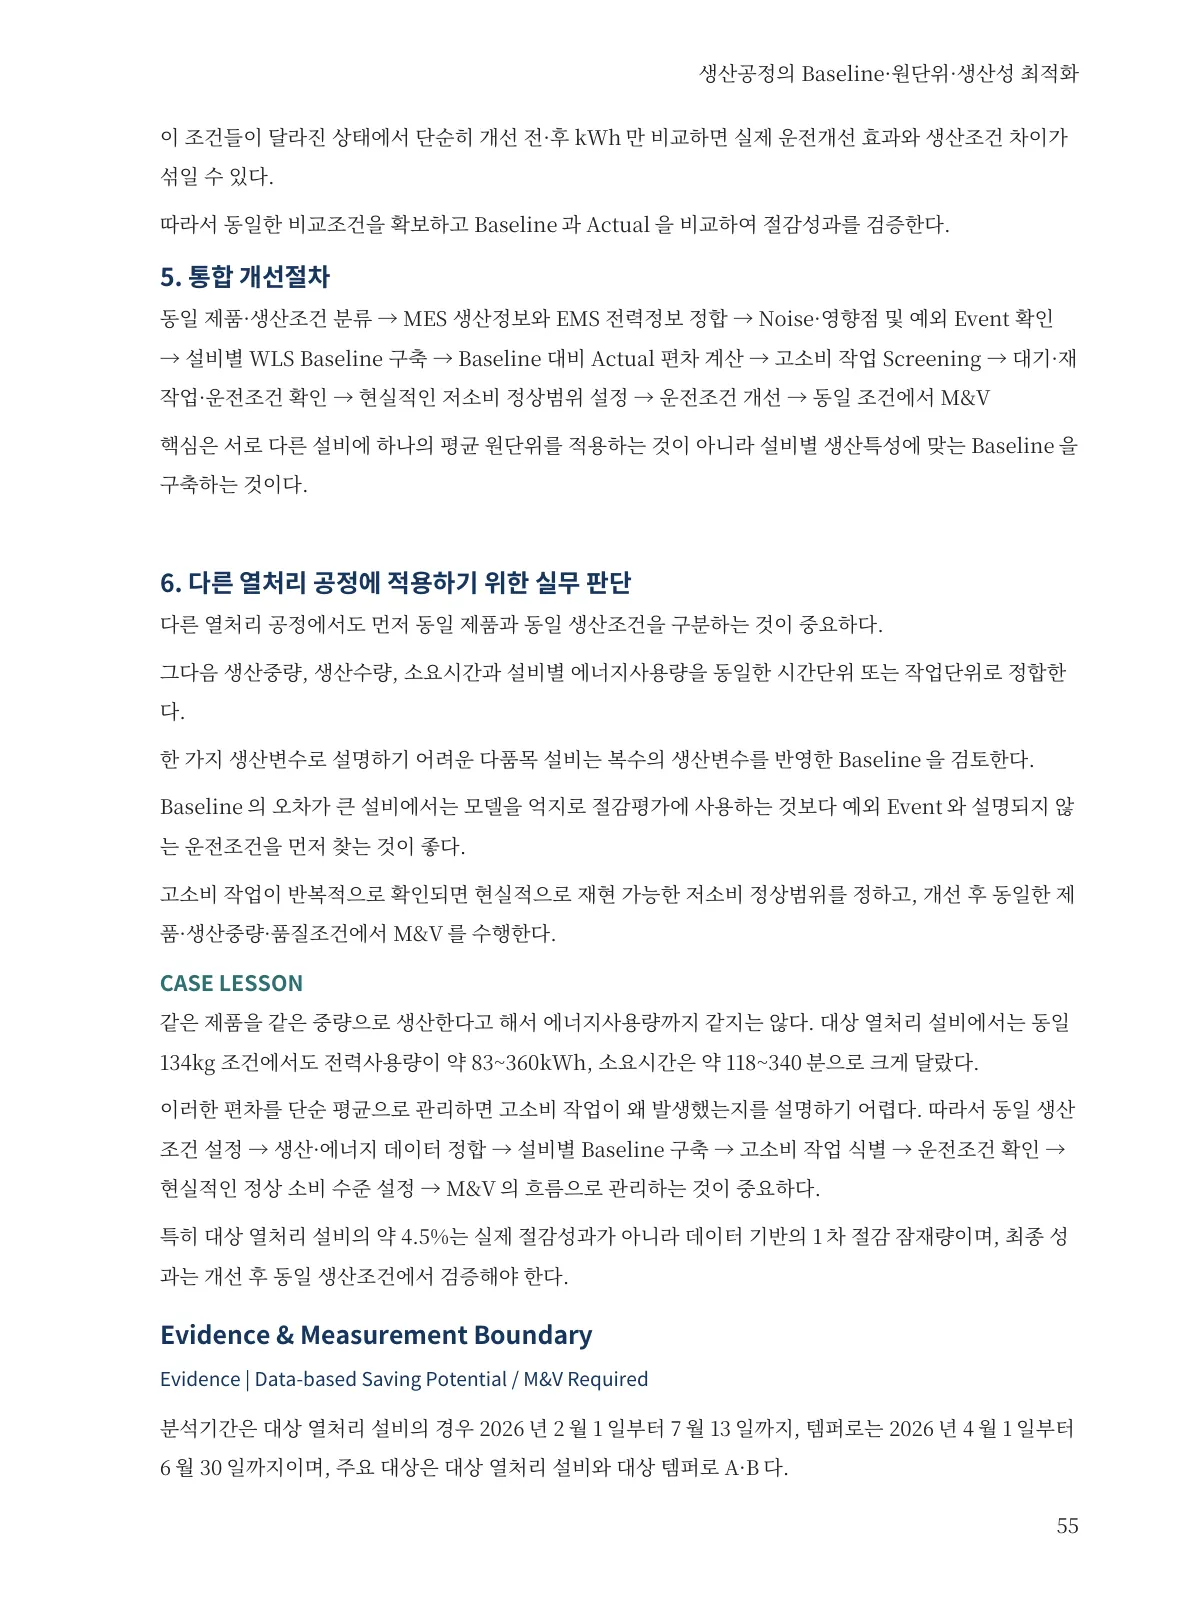 생산공정의 Baseline·원단위·생산성 최적화
이 조건들이 달라진 상태에서 단순히 개선 전·후 kWh 만 비교하면 실제 운전개선 효과와 생산조건 차이가
섞일 수 있다.
따라서 동일한 비교조건을 확보하고 Baseline 과 Actual 을 비교하여 절감성과를 검증한다.
5. 통합 개선절차
동일 제품·생산조건 분류 → MES 생산정보와 EMS 전력정보 정합 → Noise·영향점 및 예외 Event 확인
→ 설비별 WLS Baseline 구축 → Baseline 대비 Actual 편차 계산 → 고소비 작업 Screening → 대기·재
작업·운전조건 확인 → 현실적인 저소비 정상범위 설정 → 운전조건 개선 → 동일 조건에서 M&V
핵심은 서로 다른 설비에 하나의 평균 원단위를 적용하는 것이 아니라 설비별 생산특성에 맞는 Baseline 을
구축하는 것이다.
6. 다른 열처리 공정에 적용하기 위한 실무 판단
다른 열처리 공정에서도 먼저 동일 제품과 동일 생산조건을 구분하는 것이 중요하다.
그다음 생산중량, 생산수량, 소요시간과 설비별 에너지사용량을 동일한 시간단위 또는 작업단위로 정합한
다.
한 가지 생산변수로 설명하기 어려운 다품목 설비는 복수의 생산변수를 반영한 Baseline 을 검토한다.
Baseline 의 오차가 큰 설비에서는 모델을 억지로 절감평가에 사용하는 것보다 예외 Event 와 설명되지 않
는 운전조건을 먼저 찾는 것이 좋다.
고소비 작업이 반복적으로 확인되면 현실적으로 재현 가능한 저소비 정상범위를 정하고, 개선 후 동일한 제
품·생산중량·품질조건에서 M&V 를 수행한다.
CASE LESSON
같은 제품을 같은 중량으로 생산한다고 해서 에너지사용량까지 같지는 않다. 대상 열처리 설비에서는 동일
134kg 조건에서도 전력사용량이 약 83~360kWh, 소요시간은 약 118~340 분으로 크게 달랐다.
이러한 편차를 단순 평균으로 관리하면 고소비 작업이 왜 발생했는지를 설명하기 어렵다. 따라서 동일 생산
조건 설정 → 생산·에너지 데이터 정합 → 설비별 Baseline 구축 → 고소비 작업 식별 → 운전조건 확인 →
현실적인 정상 소비 수준 설정 → M&V 의 흐름으로 관리하는 것이 중요하다.
특히 대상 열처리 설비의 약 4.5%는 실제 절감성과가 아니라 데이터 기반의 1 차 절감 잠재량이며, 최종 성
과는 개선 후 동일 생산조건에서 검증해야 한다.
Evidence & Measurement Boundary
Evidence | Data-based Saving Potential / M&V Required
분석기간은 대상 열처리 설비의 경우 2026 년 2 월 1 일부터 7 월 13 일까지, 템퍼로는 2026 년 4 월 1 일부터
6 월 30 일까지이며, 주요 대상은 대상 열처리 설비와 대상 템퍼로 A·B 다.
55